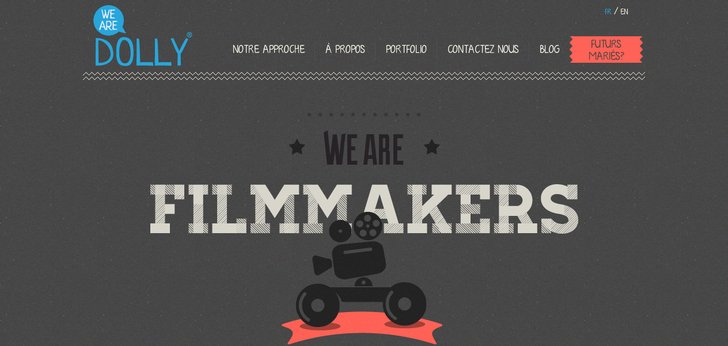 WE
ARE
DOLLY®
FR / EN
NOTRE APPROCHE
À PROPOS
PORTFOLIO
CONTACTEZ NOUS
BLOG
FUTURS
MARIÉS?
WE ARE
FILMMAKERS